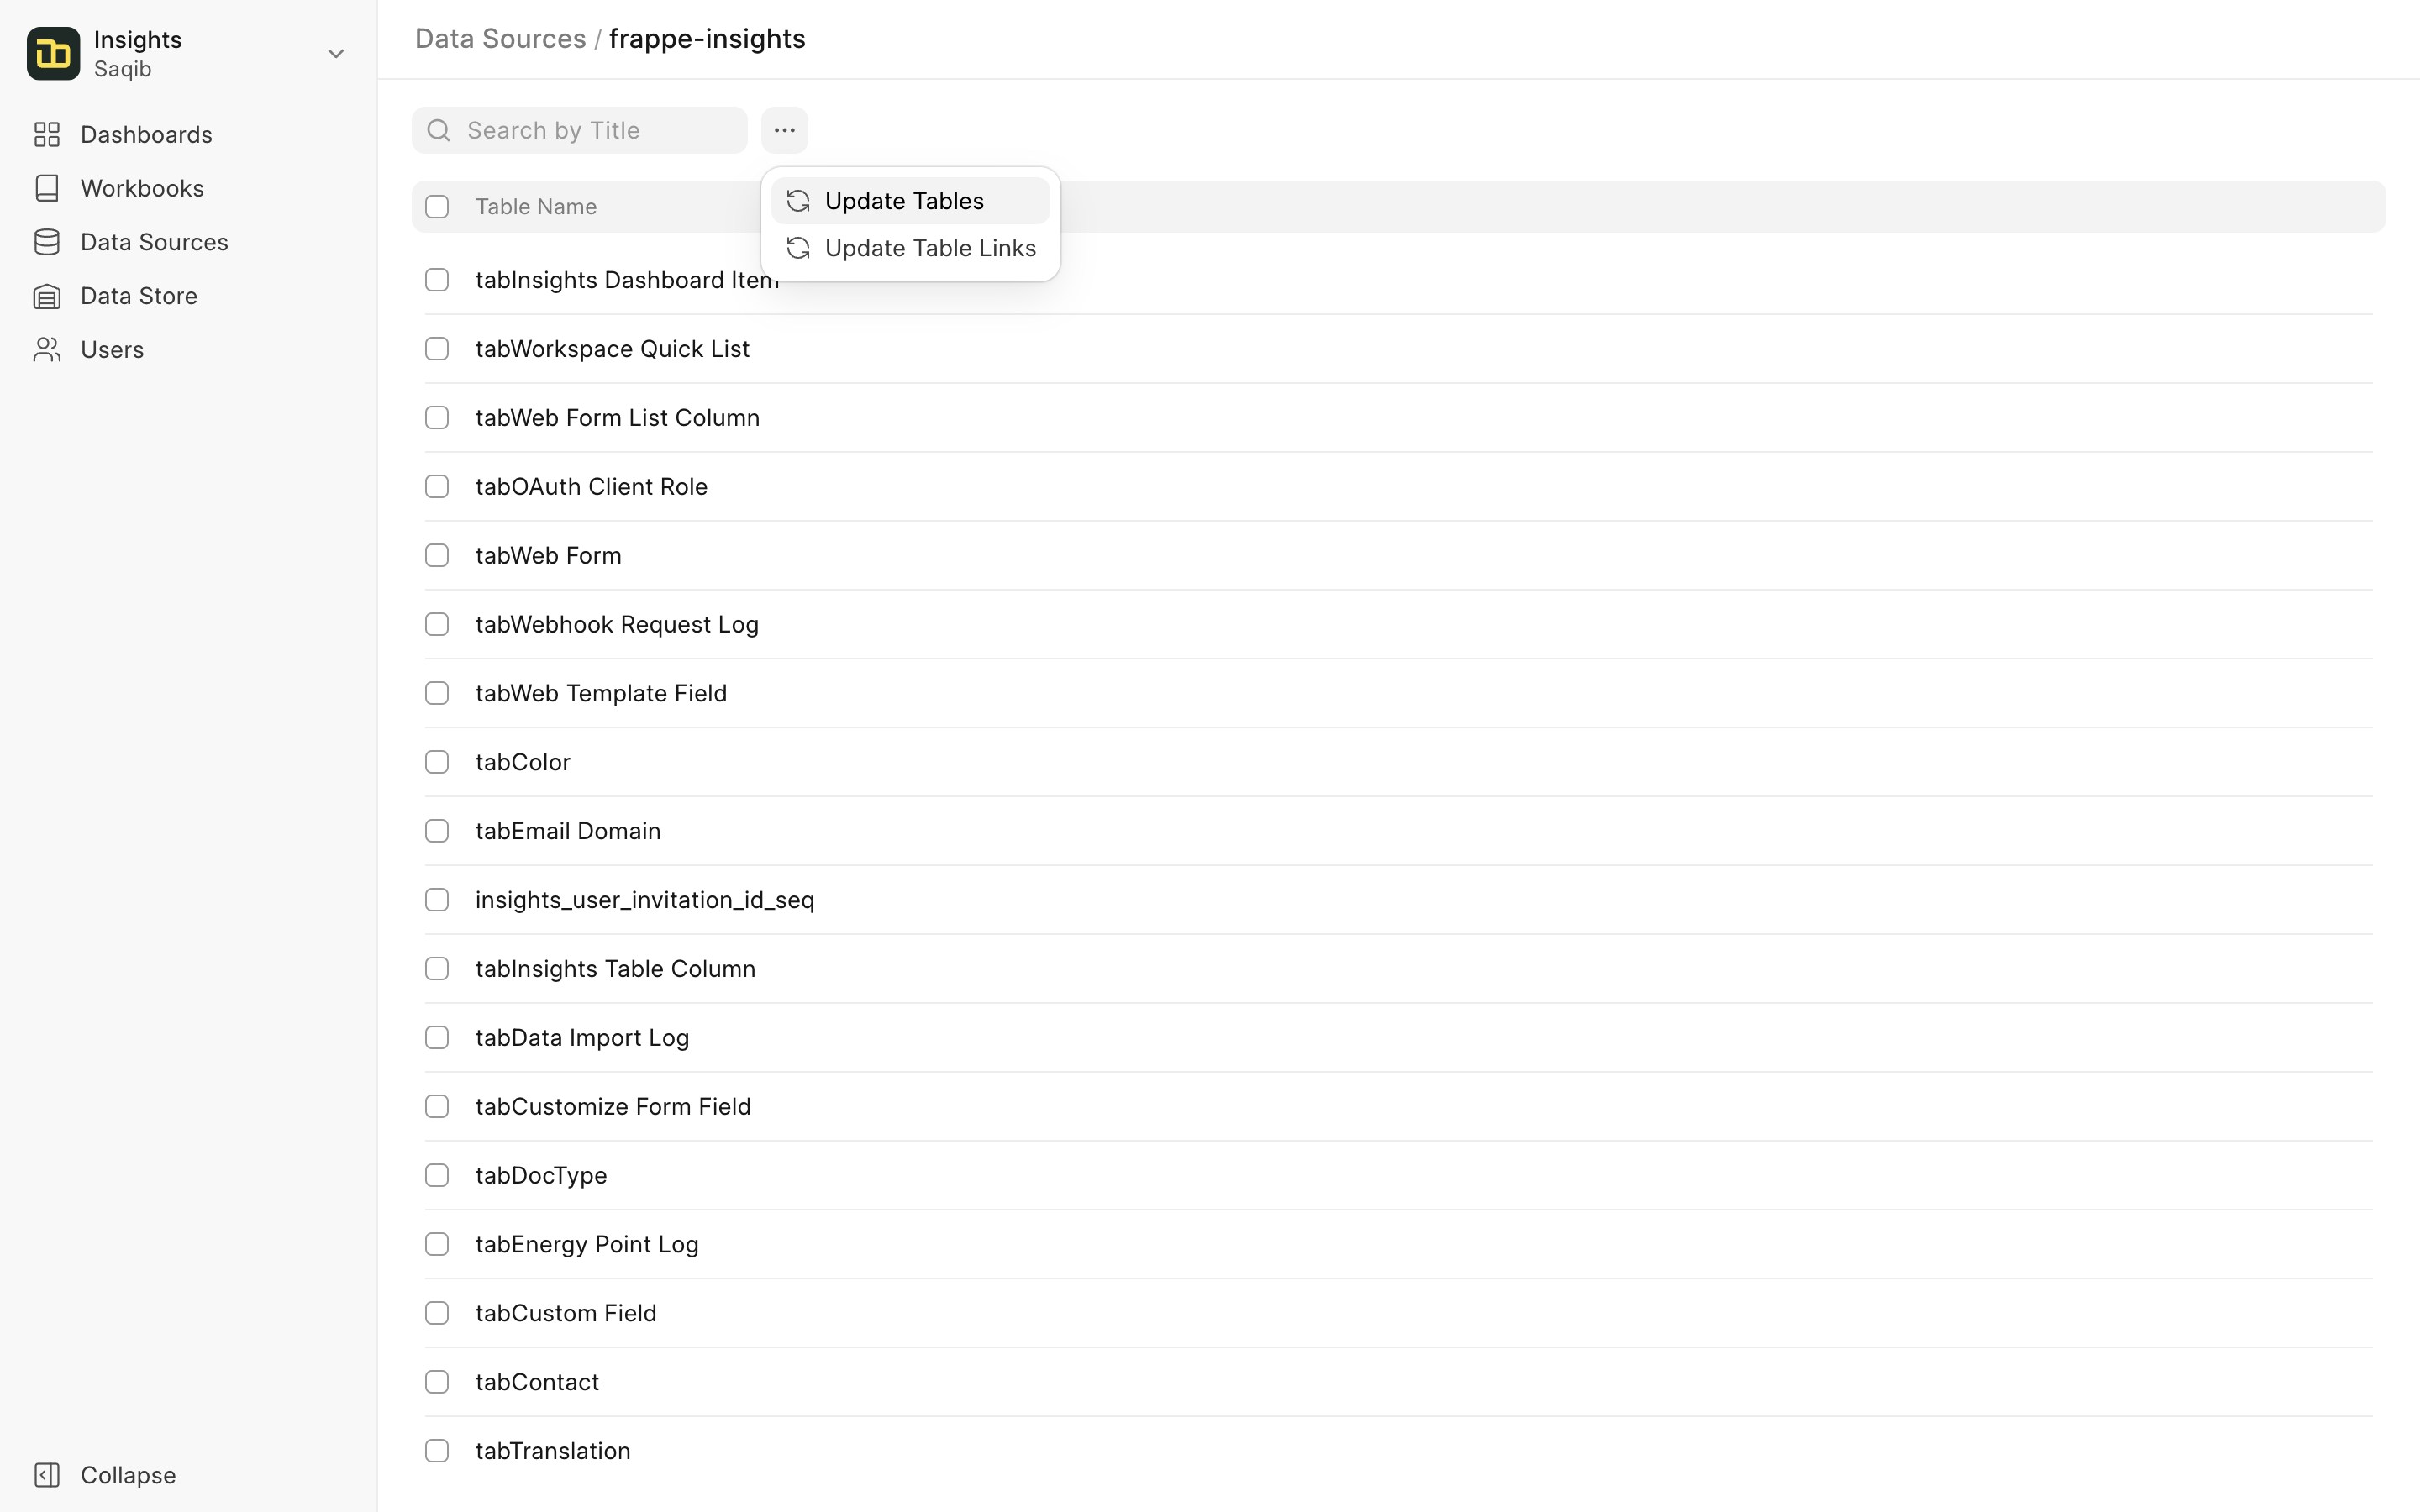 Insights
Saqib
Dashboards
Workbooks
Data Sources
Data Store
Users
Collapse
Data Sources / frappe-insights
Search by Title
Update Tables
Update Table Links
Table Name
tabInsights Dashboard Item
tabWorkspace Quick List
tabWeb Form List Column
tabOAuth Client Role
tabWeb Form
tabWebhook Request Log
tabWeb Template Field
tabColor
tabEmail Domain
insights_user_invitation_id_seq
tabInsights Table Column
tabData Import Log
tabCustomize Form Field
tabDocType
tabEnergy Point Log
tabCustom Field
tabContact
tabTranslation